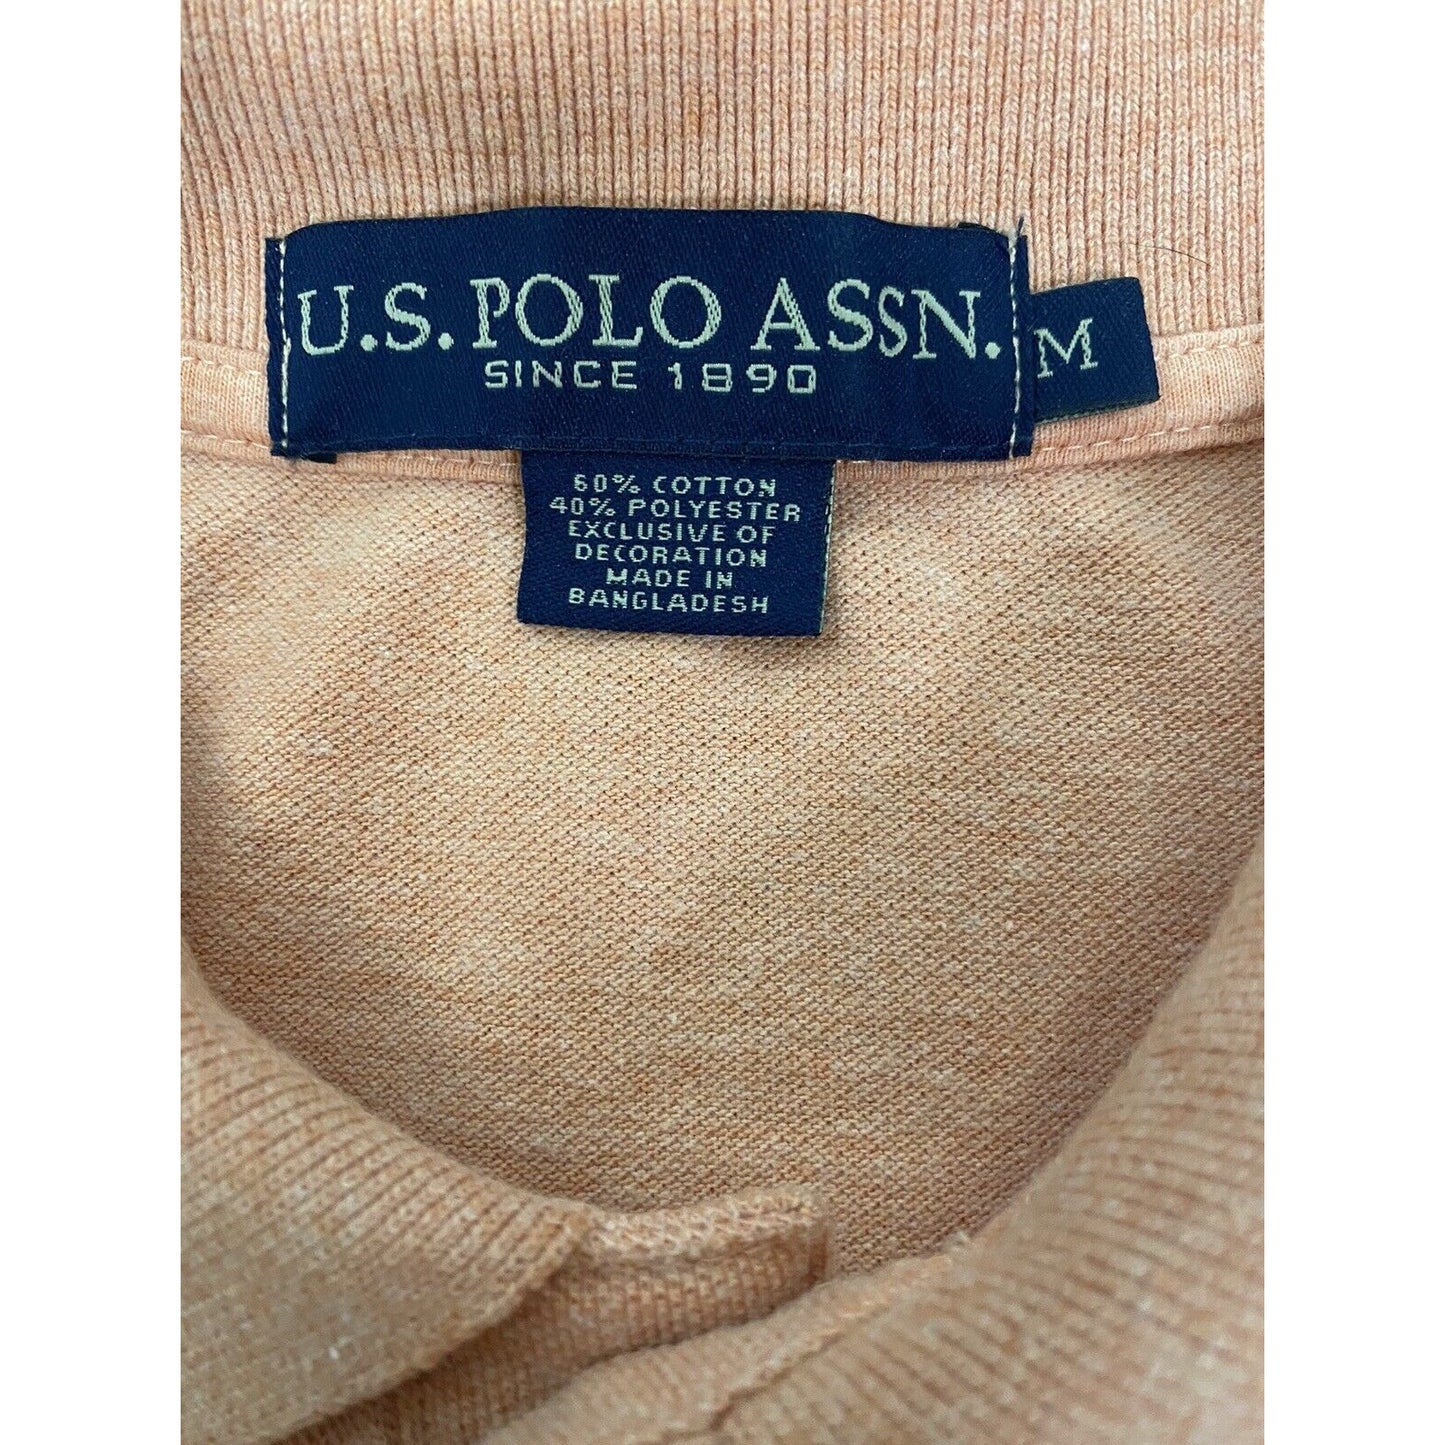 U.S. POLO ASSN.
SINCE 1890
M
60% COTTON
40% POLYESTER
EXCLUSIVE OF
DECORATION
MADE IN
BANGLADESH